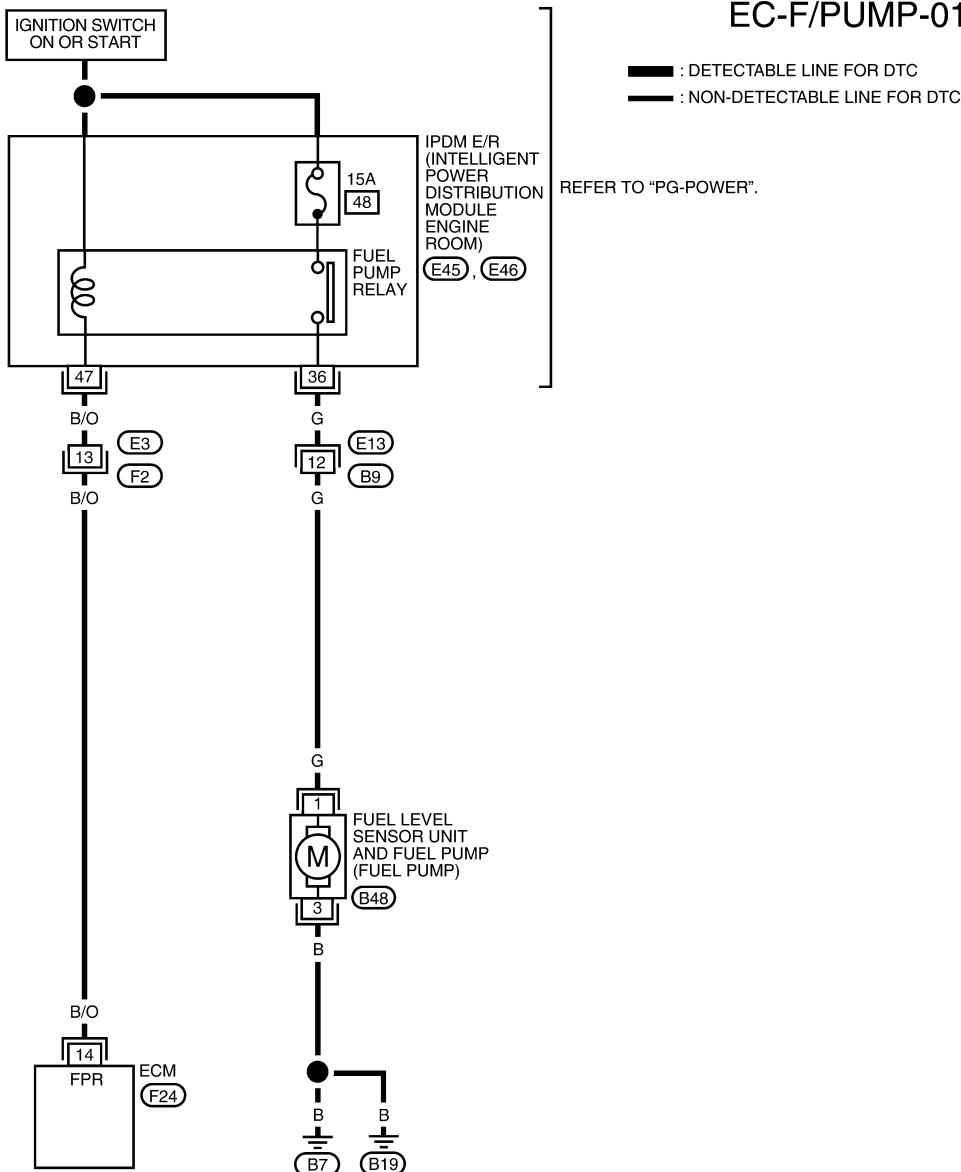 EC-F/PUMP-01
IGNITION SWITCH
ON OR START
: DETECTABLE LINE FOR DTC
: NON-DETECTABLE LINE FOR DTC
IPDM E/R
(INTELLIGENT
POWER
DISTRIBUTION
MODULE
ENGINE
ROOM)
E45 , E46
REFER TO “PG-POWER”.
15A
48
FUEL
PUMP
RELAY
47
36
B/O
G
13
E3
F2
12
E13
B9
B/O
G
G
1
FUEL LEVEL
SENSOR UNIT
AND FUEL PUMP
(FUEL PUMP)
M
B48
3
B
B/O
14
FPR
ECM
F24
B
B
B7
B19